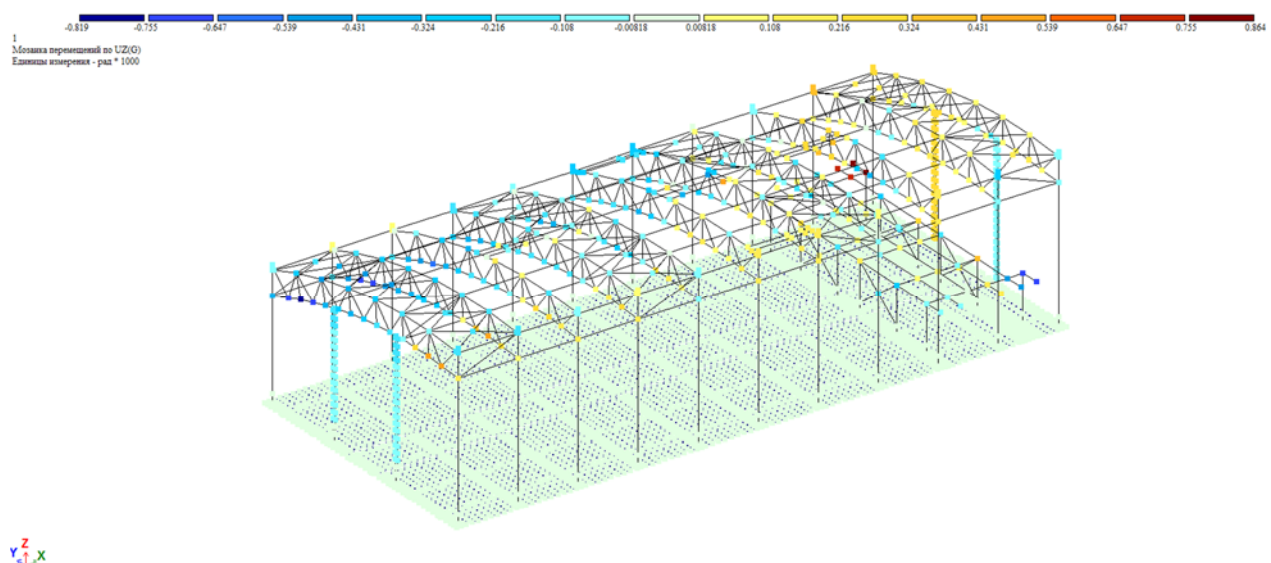 -0.819 -0.755 -0.647 -0.539 -0.431 -0.324 -0.216 -0.108 -0.00818 0.00818 0.108 0.216 0.324 0.431 0.539 0.647 0.755 0.864
1
Мозаика перемещений по UZ(G)
Единицы измерения - рад * 1000
Z
Y X